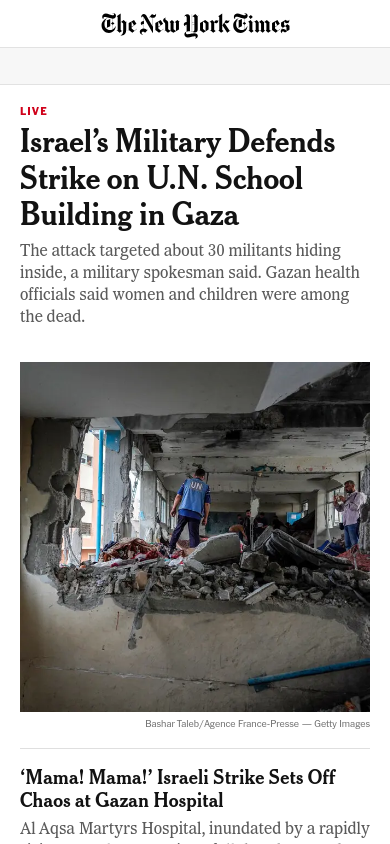 The New York Times
LIVE
Israel’s Military Defends
Strike on U.N. School
Building in Gaza
The attack targeted about 30 militants hiding
inside, a military spokesman said. Gazan health
officials said women and children were among
the dead.
UN
Bashar Taleb/Agence France-Presse — Getty Images
‘Mama! Mama!’ Israeli Strike Sets Off
Chaos at Gazan Hospital
Al Aqsa Martyrs Hospital, inundated by a rapidly